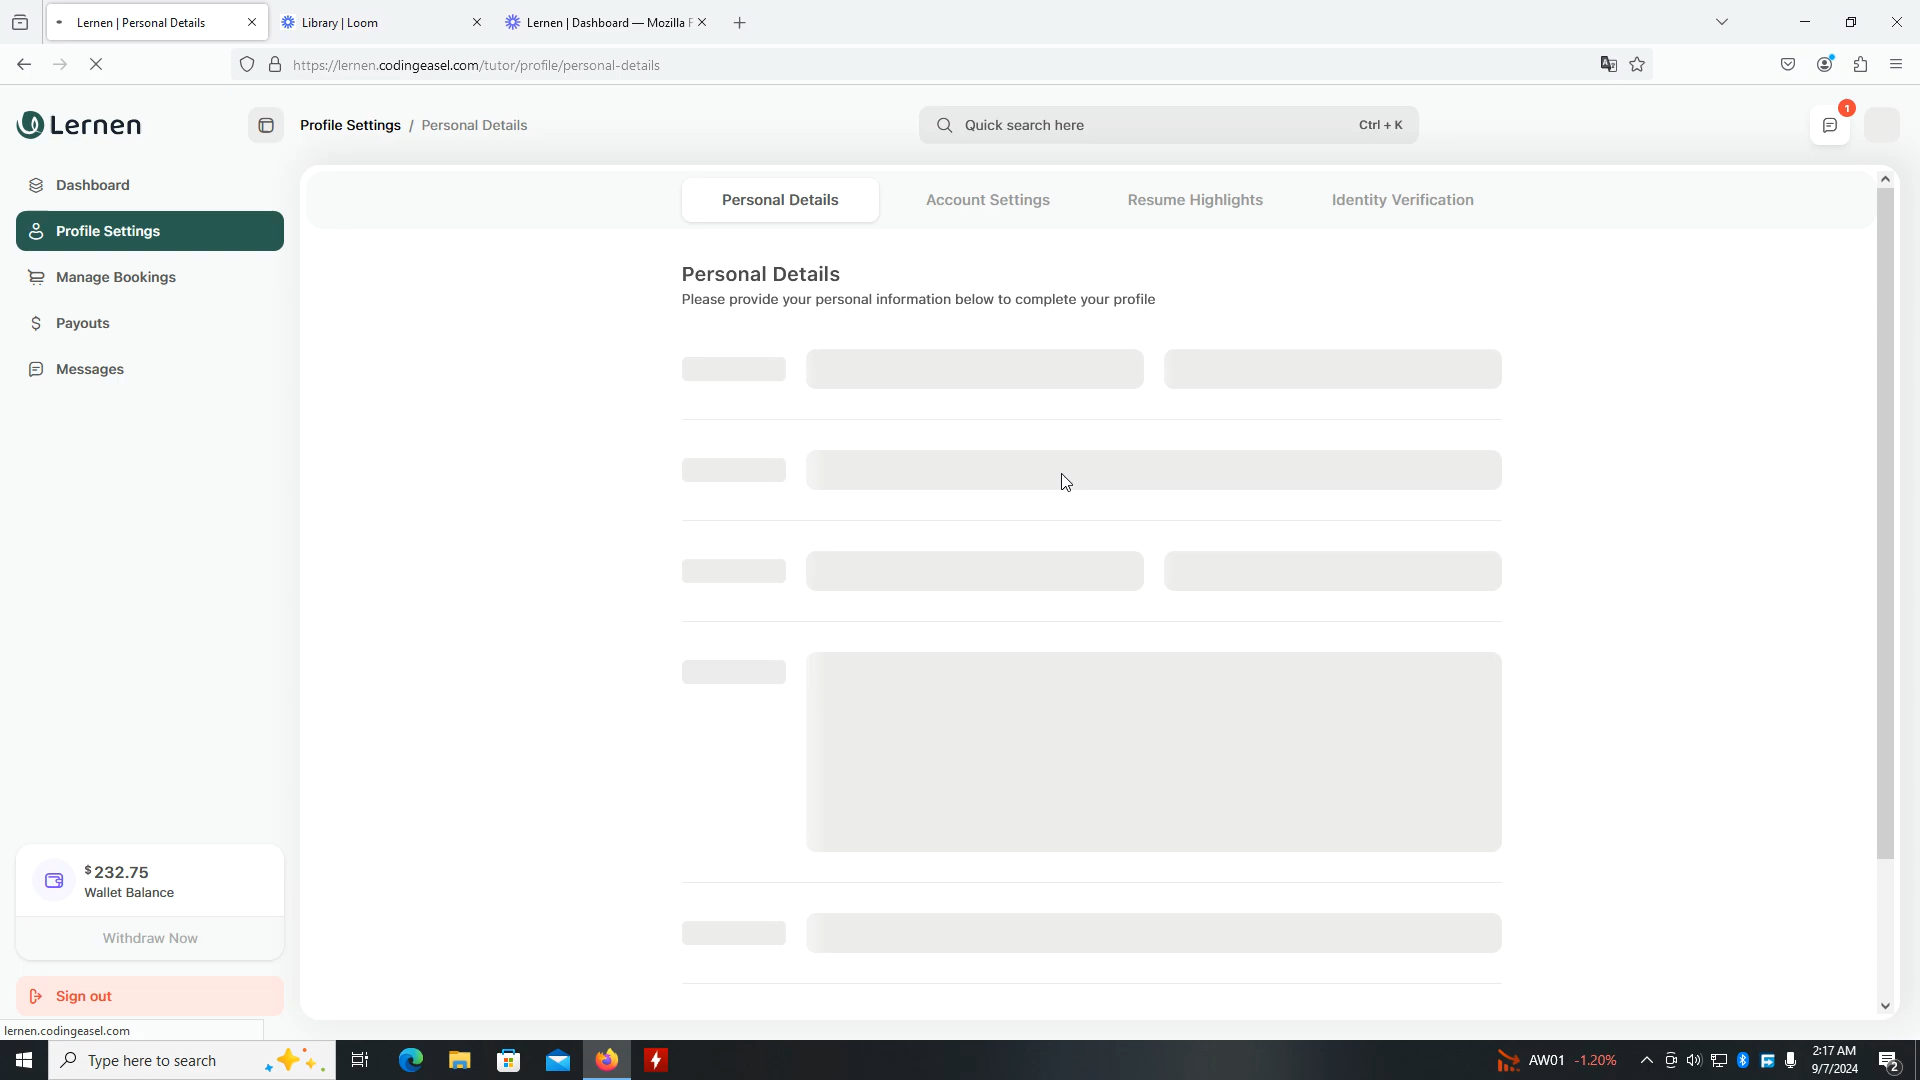 Lernen | Personal Details
Library | Loom
Lernen | Dashboard — Mozilla F
https://lernen.codingeasel.com/tutor/profile/personal-details
Lernen
Profile Settings / Personal Details
Quick search here
Ctrl + K
1
Dashboard
Profile Settings
Manage Bookings
Payouts
Messages
Personal Details
Account Settings
Resume Highlights
Identity Verification
Personal Details
Please provide your personal information below to complete your profile
$232.75
Wallet Balance
Withdraw Now
Sign out
lernen.codingeasel.com
Type here to search
AW01 -1.20%
2:17 AM
9/7/2024
2